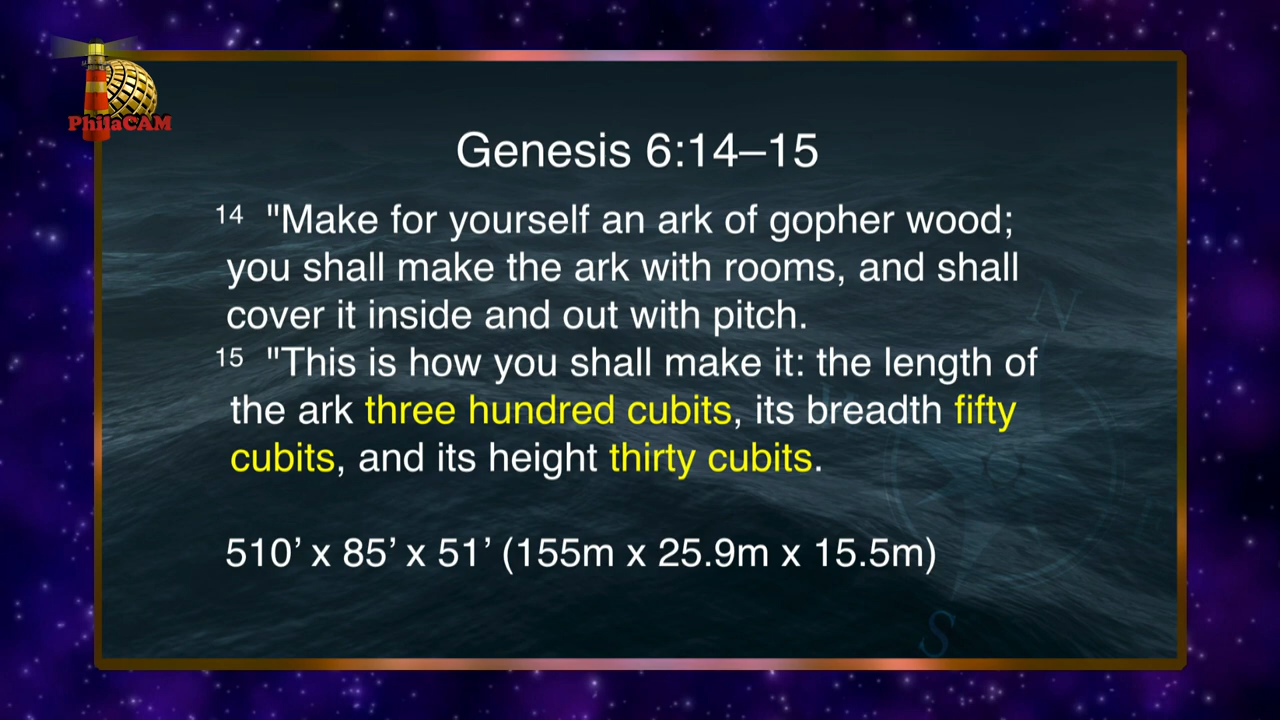 PhilaCAM
Genesis 6:14–15
14 "Make for yourself an ark of gopher wood;
you shall make the ark with rooms, and shall
cover it inside and out with pitch.
15 "This is how you shall make it: the length of
the ark three hundred cubits, its breadth fifty
cubits, and its height thirty cubits.
510’ x 85’ x 51’ (155m x 25.9m x 15.5m)
N
S